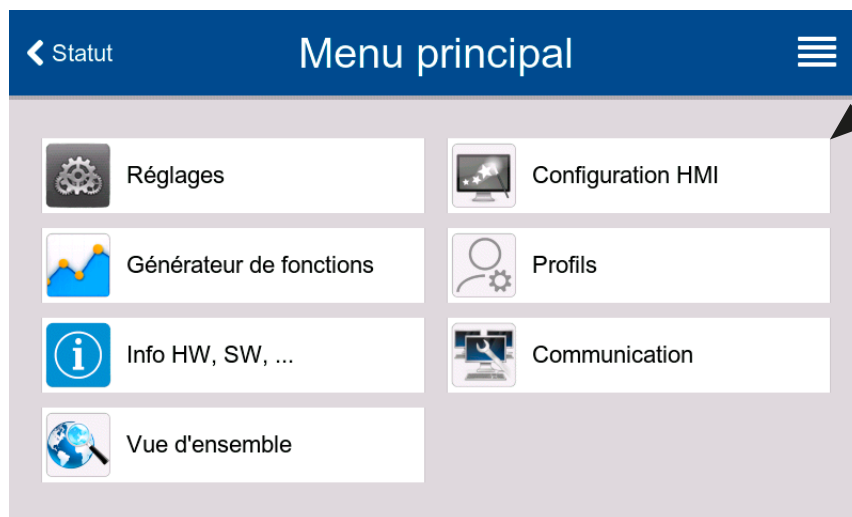 Statut
Menu principal
Réglages
Configuration HMI
Générateur de fonctions
Profils
Info HW, SW, ...
Communication
Vue d'ensemble